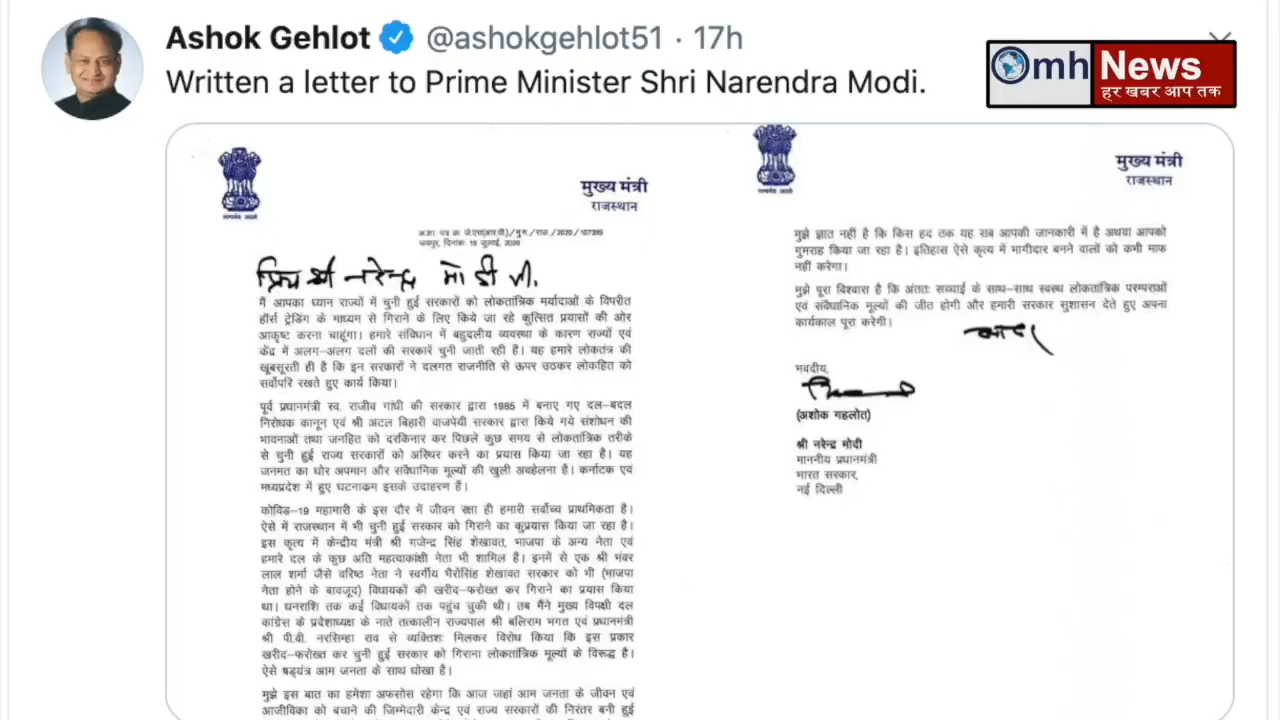 Ashok Gehlot @ashokgehlot51 · 17h
Written a letter to Prime Minister Shri Narendra Modi.
mh News
हर खबर आप तक
मुख्य मंत्री
राजस्थान
जयपुर, दिनांक 19 जुलाई, 2020
प्रिय श्री नरेन्द्र मोदी जी.
मैं आपका ध्यान राज्यों में चुनी हुई सरकारों को लोकतांत्रिक मर्यादाओं के विपरीत
हॉर्स ट्रेडिंग के माध्यम से गिराने के लिए किये जा रहे कुत्सित प्रयासों की ओर
आकृष्ट करना चाहूंगा। हमारे संविधान में बहुदलीय व्यवस्था के कारण राज्यों एवं
केंद्र में अलग-अलग दलों की सरकारें चुनी जाती रही हैं। यह हमारे लोकतंत्र की
खूबसूरती ही है कि इन सरकारों ने दलगत राजनीति से ऊपर उठकर लोकहित को
सर्वोपरि रखते हुए कार्य किया।
पूर्व प्रधानमंत्री स्व. राजीव गांधी की सरकार द्वारा 1985 में बनाए गए दल-बदल
निरोधक कानून एवं श्री अटल बिहारी वाजपेयी सरकार द्वारा किये गये संशोधन की
भावनाओं तथा जनहित को दरकिनार कर पिछले कुछ समय से लोकतांत्रिक तरीके
से चुनी हुई राज्य सरकारों को अस्थिर करने का प्रयास किया जा रहा है। यह
जनमत का घोर अपमान और संवैधानिक मूल्यों की खुली अवहेलना है। कर्नाटक एवं
मध्यप्रदेश में हुए घटनाक्रम इसके उदाहरण हैं।
कोविड-19 महामारी के इस दौर में जीवन रक्षा ही हमारी सर्वोच्च प्राथमिकता है।
ऐसे में राजस्थान में भी चुनी हुई सरकार को गिराने का कुप्रयास किया जा रहा है।
इस कृत्य में केन्द्रीय मंत्री श्री गजेन्द्र सिंह शेखावत, भाजपा के अन्य नेता एवं
हमारे दल के कुछ अति महत्वाकांक्षी नेता भी शामिल हैं। इनमें से एक श्री भंवर
लाल शर्मा जैसे वरिष्ठ नेता ने स्वर्गीय भैरोंसिंह शेखावत सरकार को भी (भाजपा
नेता होने के बावजूद) विधायकों की खरीद-फरोख्त कर गिराने का प्रयास किया
था। धनराशि तक कई विधायकों तक पहुंच चुकी थी। तब मैंने मुख्य विपक्षी दल
कांग्रेस के प्रदेशाध्यक्ष के नाते तत्कालीन राज्यपाल श्री बलिराम भगत एवं प्रधानमंत्री
श्री पी.वी. नरसिम्हा राव से व्यक्तिशः मिलकर विरोध किया कि इस प्रकार
खरीद-फरोख्त कर चुनी हुई सरकार को गिराना लोकतांत्रिक मूल्यों के विरूद्ध है।
ऐसे षड्यंत्र आम जनता के साथ धोखा है।
मुझे इस बात का हमेशा अफसोस रहेगा कि आज जहां आम जनता के जीवन एवं
आजीविका को बचाने की जिम्मेदारी केन्द्र एवं राज्य सरकारों की निरंतर बनी हुई
मुख्य मंत्री
राजस्थान
मुझे ज्ञात नहीं है कि किस हद तक यह सब आपकी जानकारी में है अथवा आपको
गुमराह किया जा रहा है। इतिहास ऐसे कृत्य में भागीदार बनने वालों को कभी माफ
नहीं करेगा।
मुझे पूरा विश्वास है कि अंततः सच्चाई के साथ-साथ स्वस्थ लोकतांत्रिक परम्पराओं
एवं संवैधानिक मूल्यों की जीत होगी और हमारी सरकार सुशासन देते हुए अपना
कार्यकाल पूरा करेगी।
सादर
भवदीय,
(अशोक गहलोत)
श्री नरेन्द्र मोदी
माननीय प्रधानमंत्री
भारत सरकार,
नई दिल्ली